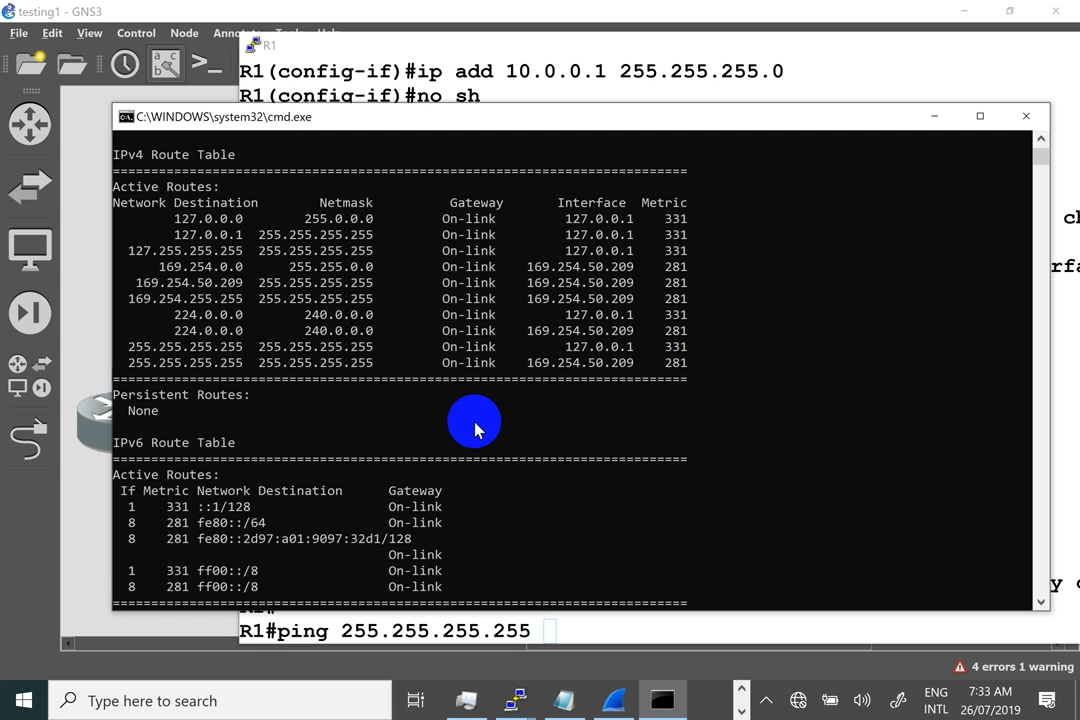 testing1 - GNS3
File Edit View Control Node
R1
R1(config-if)#ip add 10.0.0.1 255.255.255.0
R1(config-if)#no sh
C:\WINDOWS\system32\cmd.exe
IPv4 Route Table
===========================================================================
Active Routes:
Network Destination Netmask Gateway Interface Metric
127.0.0.0 255.0.0.0 On-link 127.0.0.1 331
127.0.0.1 255.255.255.255 On-link 127.0.0.1 331
127.255.255.255 255.255.255.255 On-link 127.0.0.1 331
169.254.0.0 255.255.0.0 On-link 169.254.50.209 281
169.254.50.209 255.255.255.255 On-link 169.254.50.209 281
169.254.255.255 255.255.255.255 On-link 169.254.50.209 281
224.0.0.0 240.0.0.0 On-link 127.0.0.1 331
224.0.0.0 240.0.0.0 On-link 169.254.50.209 281
255.255.255.255 255.255.255.255 On-link 127.0.0.1 331
255.255.255.255 255.255.255.255 On-link 169.254.50.209 281
===========================================================================
Persistent Routes:
None
IPv6 Route Table
===========================================================================
Active Routes:
If Metric Network Destination Gateway
1 331 ::1/128 On-link
8 281 fe80::/64 On-link
8 281 fe80::2d97:a01:9097:32d1/128
On-link
1 331 ff00::/8 On-link
8 281 ff00::/8 On-link
===========================================================================
R1#ping 255.255.255.255
4 errors 1 warning
Type here to search
ENG
INTL
7:33 AM
26/07/2019